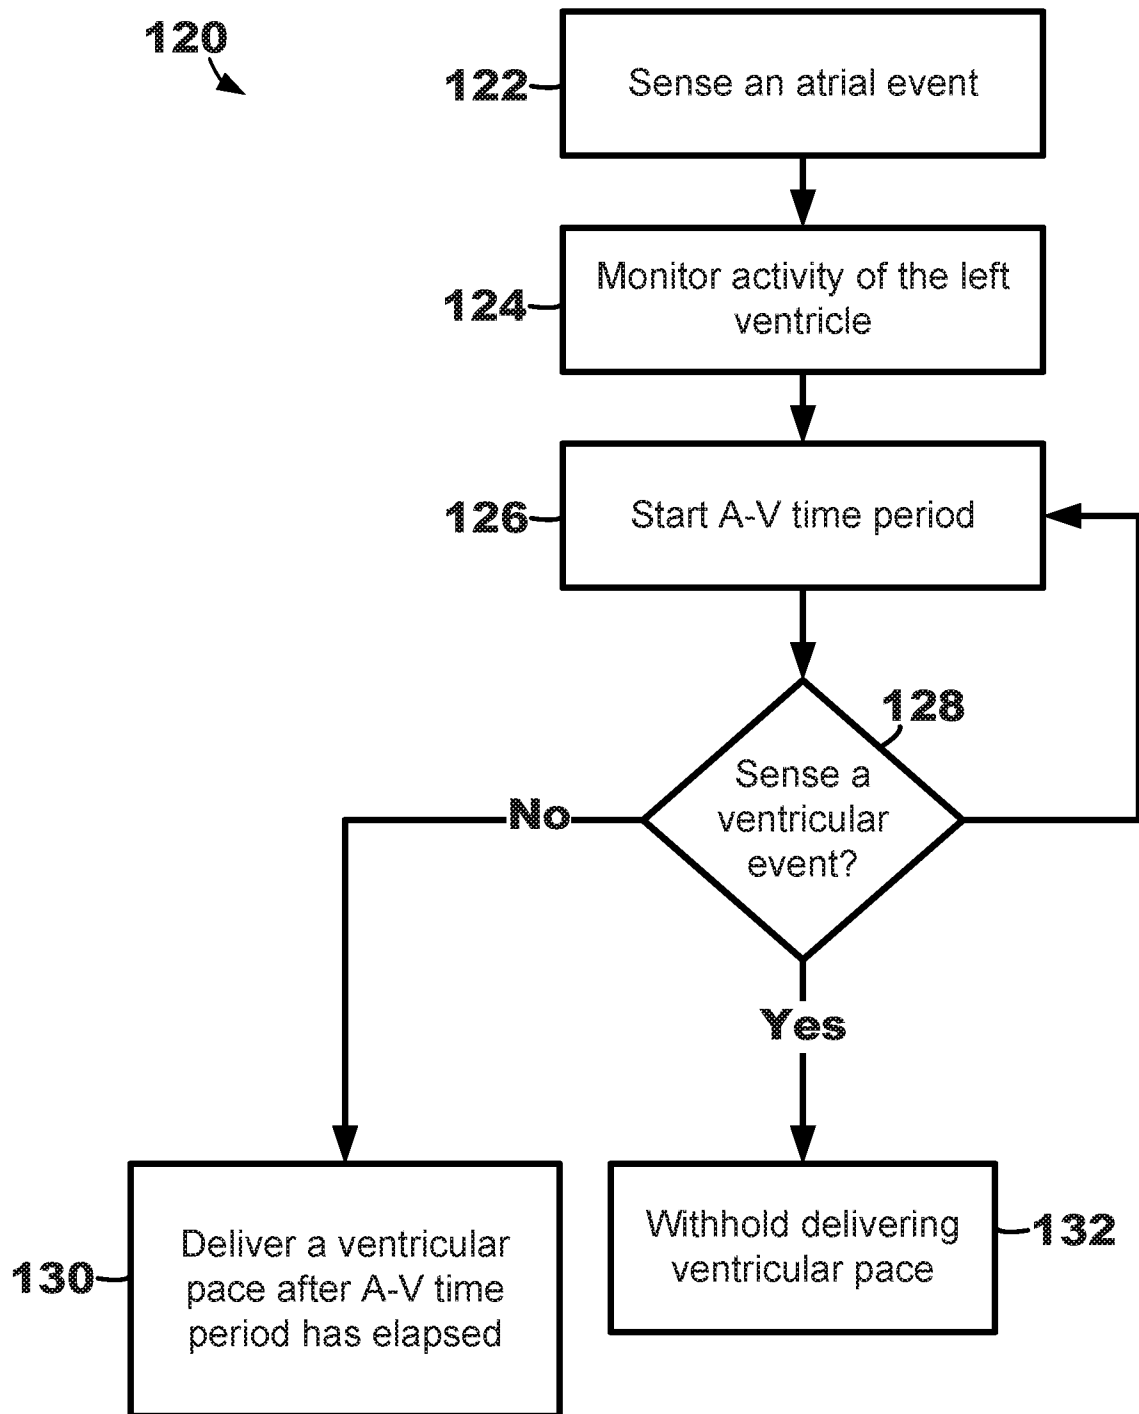 120
122
Sense an atrial event
124
Monitor activity of the left
ventricle
126
Start A-V time period
128
Sense a
ventricular
event?
No
Yes
130
Deliver a ventricular
pace after A-V time
period has elapsed
Withhold delivering
ventricular pace
132